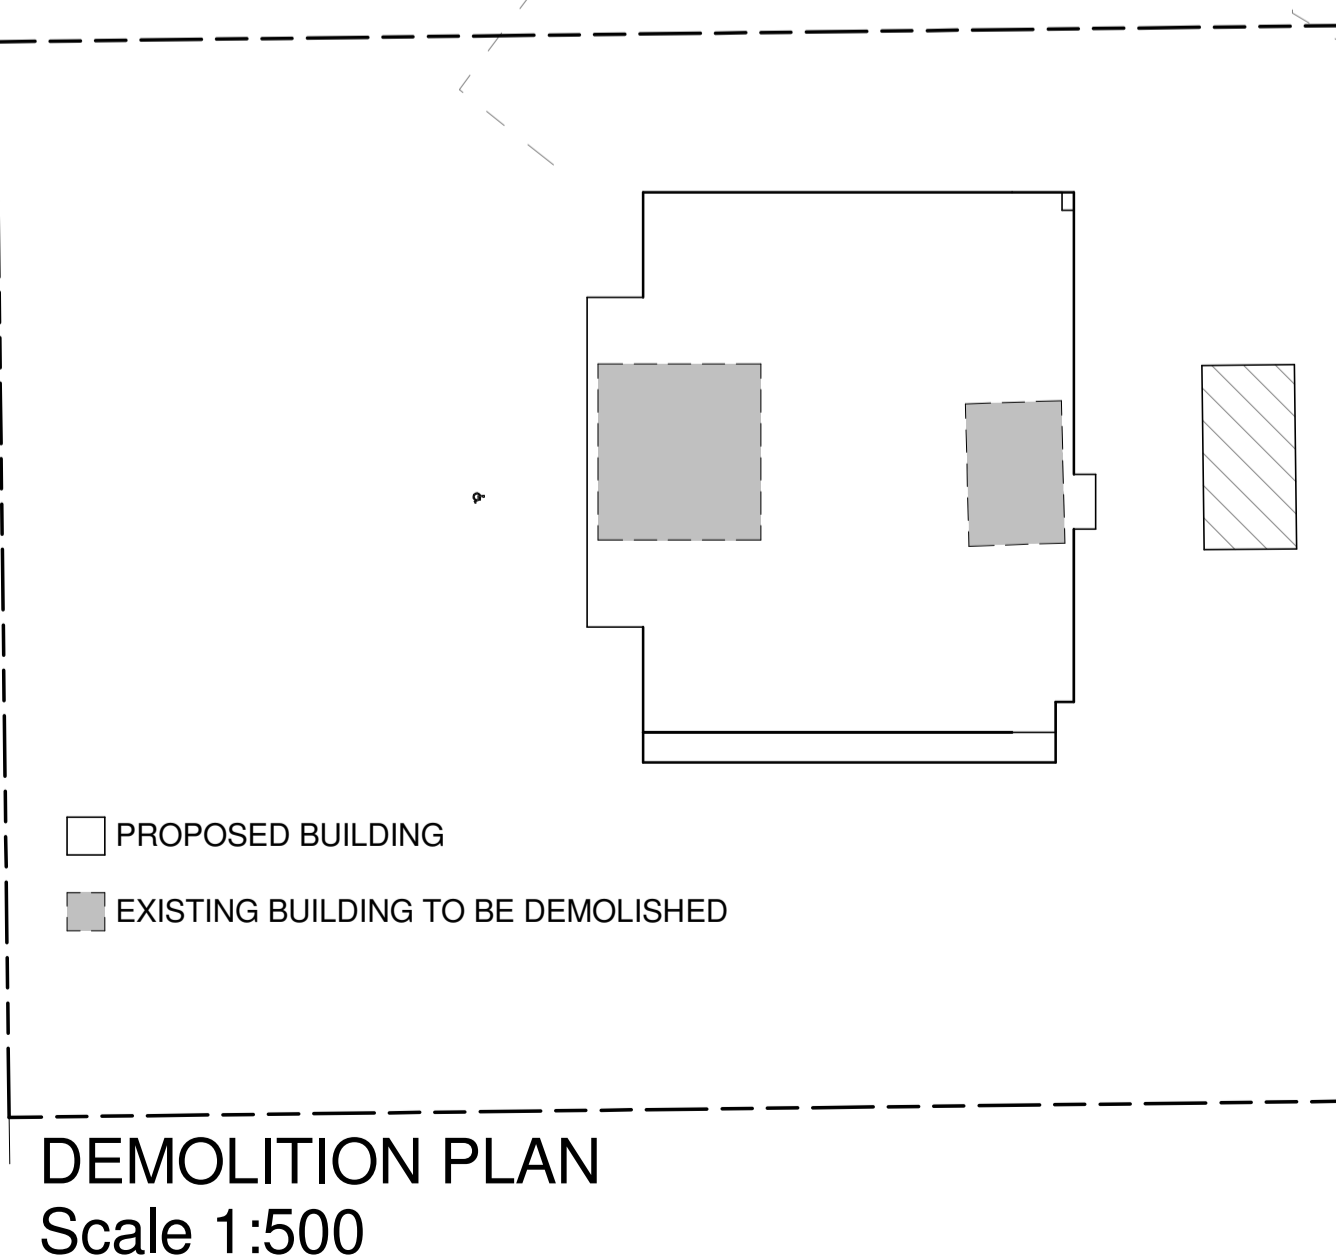 PROPOSED BUILDING
EXISTING BUILDING TO BE DEMOLISHED
DEMOLITION PLAN
Scale 1:500